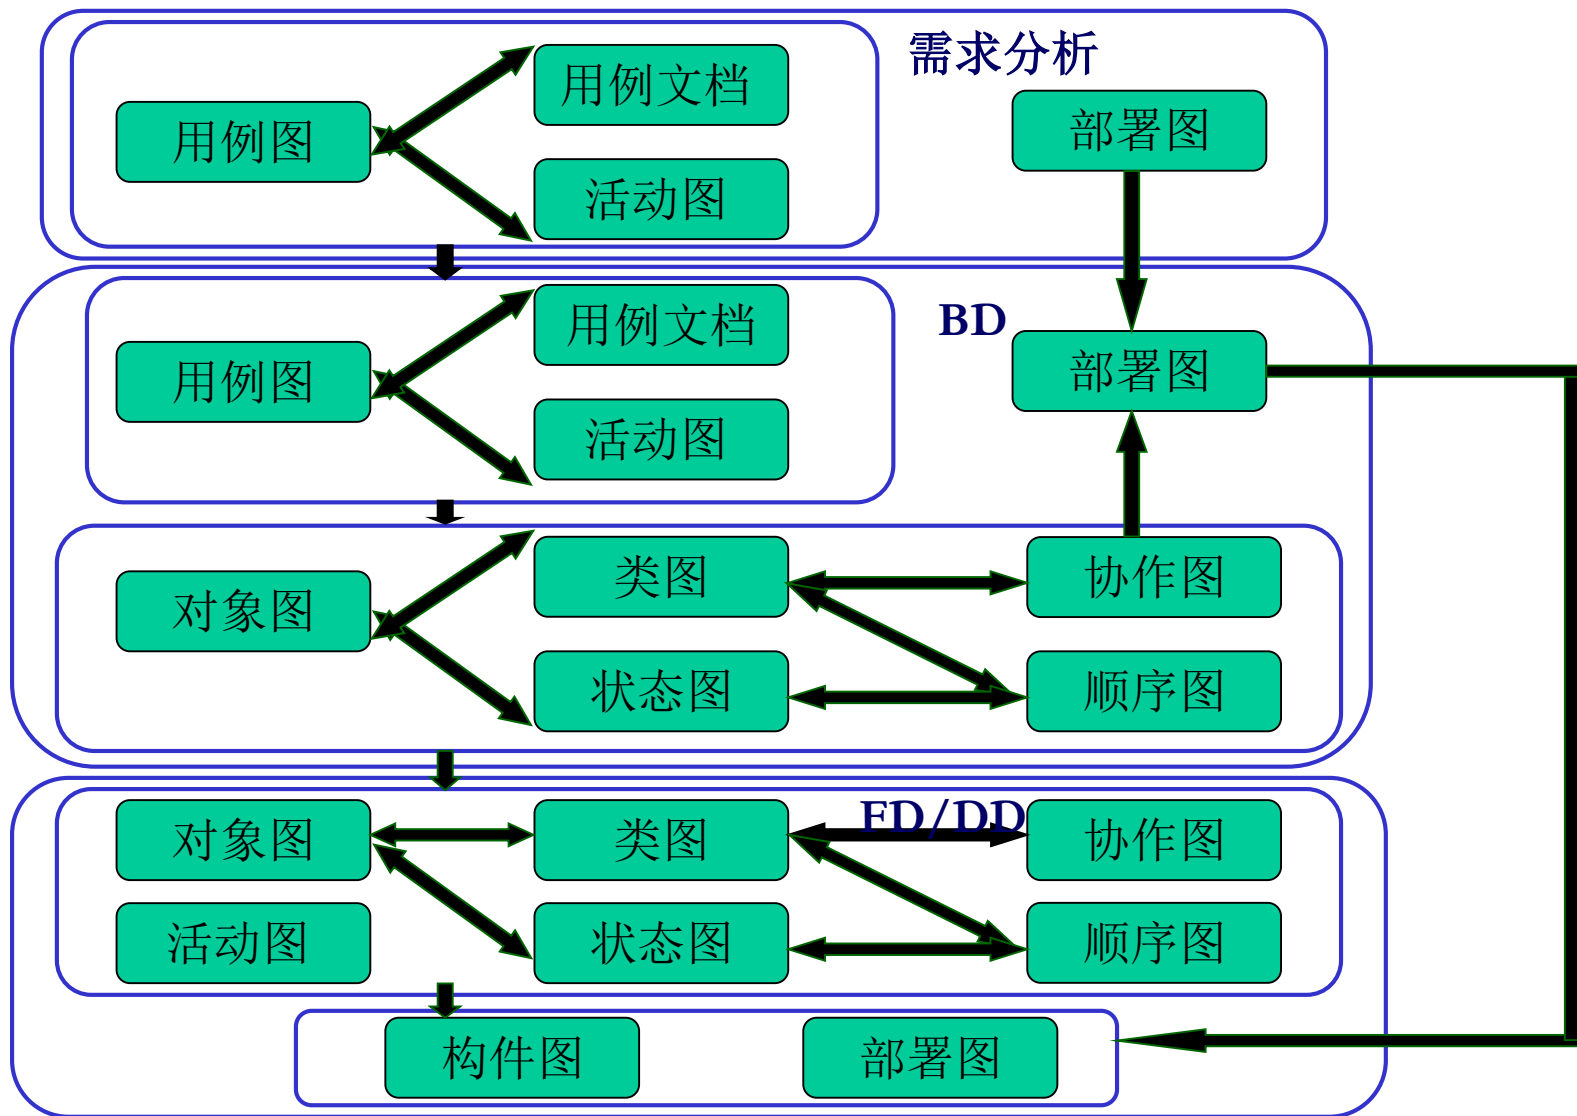 需求分析
用例图
用例文档
活动图
部署图
BD
用例图
用例文档
活动图
部署图
对象图
类图
协作图
状态图
顺序图
FD/DD
对象图
类图
协作图
活动图
状态图
顺序图
构件图
部署图